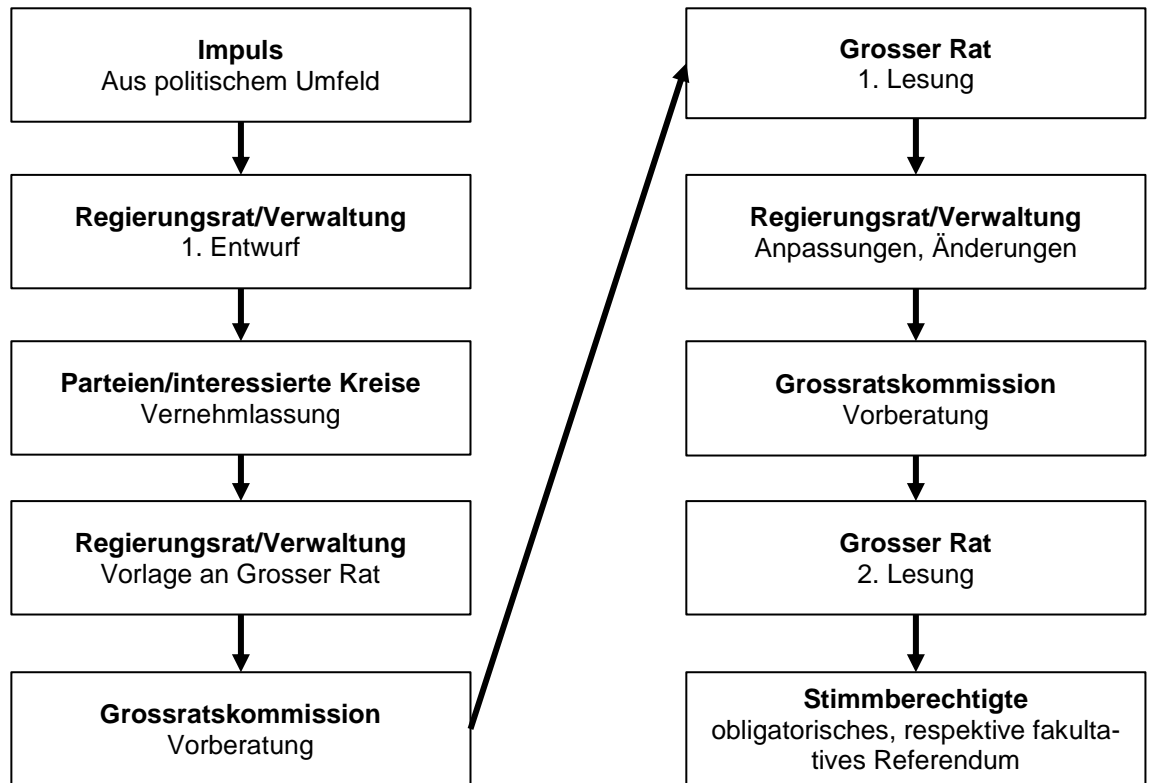 Impuls
Aus politischem Umfeld
Regierungsrat/Verwaltung
1. Entwurf
Parteien/interessierte Kreise
Vernehmlassung
Regierungsrat/Verwaltung
Vorlage an Grosser Rat
Grossratskommission
Vorberatung
Grosser Rat
1. Lesung
Regierungsrat/Verwaltung
Anpassungen, Änderungen
Grossratskommission
Vorberatung
Grosser Rat
2. Lesung
Stimmberechtigte
obligatorisches, respektive fakulta-
tives Referendum